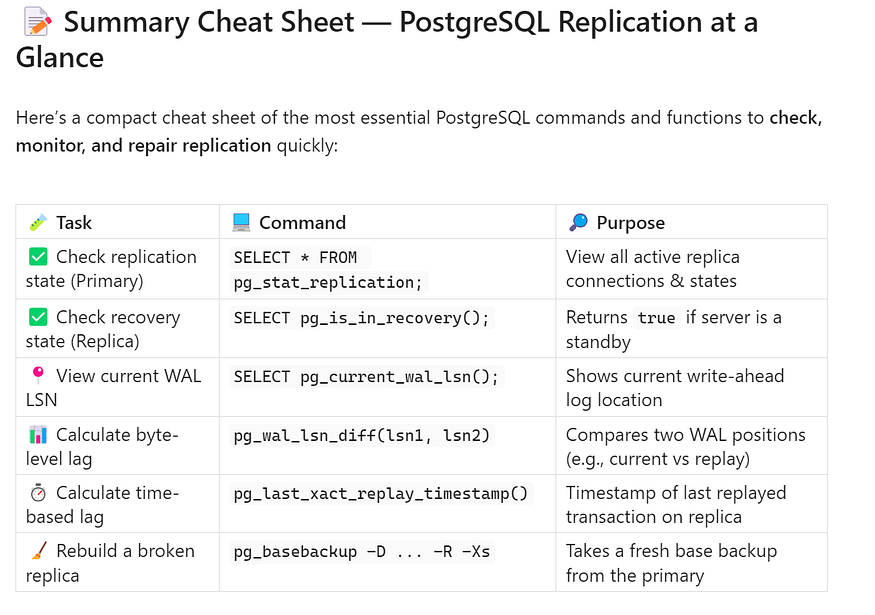 📝 Summary Cheat Sheet — PostgreSQL Replication at a
Glance
Here's a compact cheat sheet of the most essential PostgreSQL commands and functions to check,
monitor, and repair replication quickly:
🧪 Task
💻 Command
🔎 Purpose
✅ Check replication
state (Primary)
SELECT * FROM
pg_stat_replication;
View all active replica
connections & states
✅ Check recovery
state (Replica)
SELECT pg_is_in_recovery();
Returns true if server is a
standby
📍 View current WAL
LSN
SELECT pg_current_wal_lsn();
Shows current write-ahead
log location
📊 Calculate byte-
level lag
pg_wal_lsn_diff(lsn1, lsn2)
Compares two WAL positions
(e.g., current vs replay)
⏱ Calculate time-
based lag
pg_last_xact_replay_timestamp()
Timestamp of last replayed
transaction on replica
🧹 Rebuild a broken
replica
pg_basebackup -D ... -R -Xs
Takes a fresh base backup
from the primary